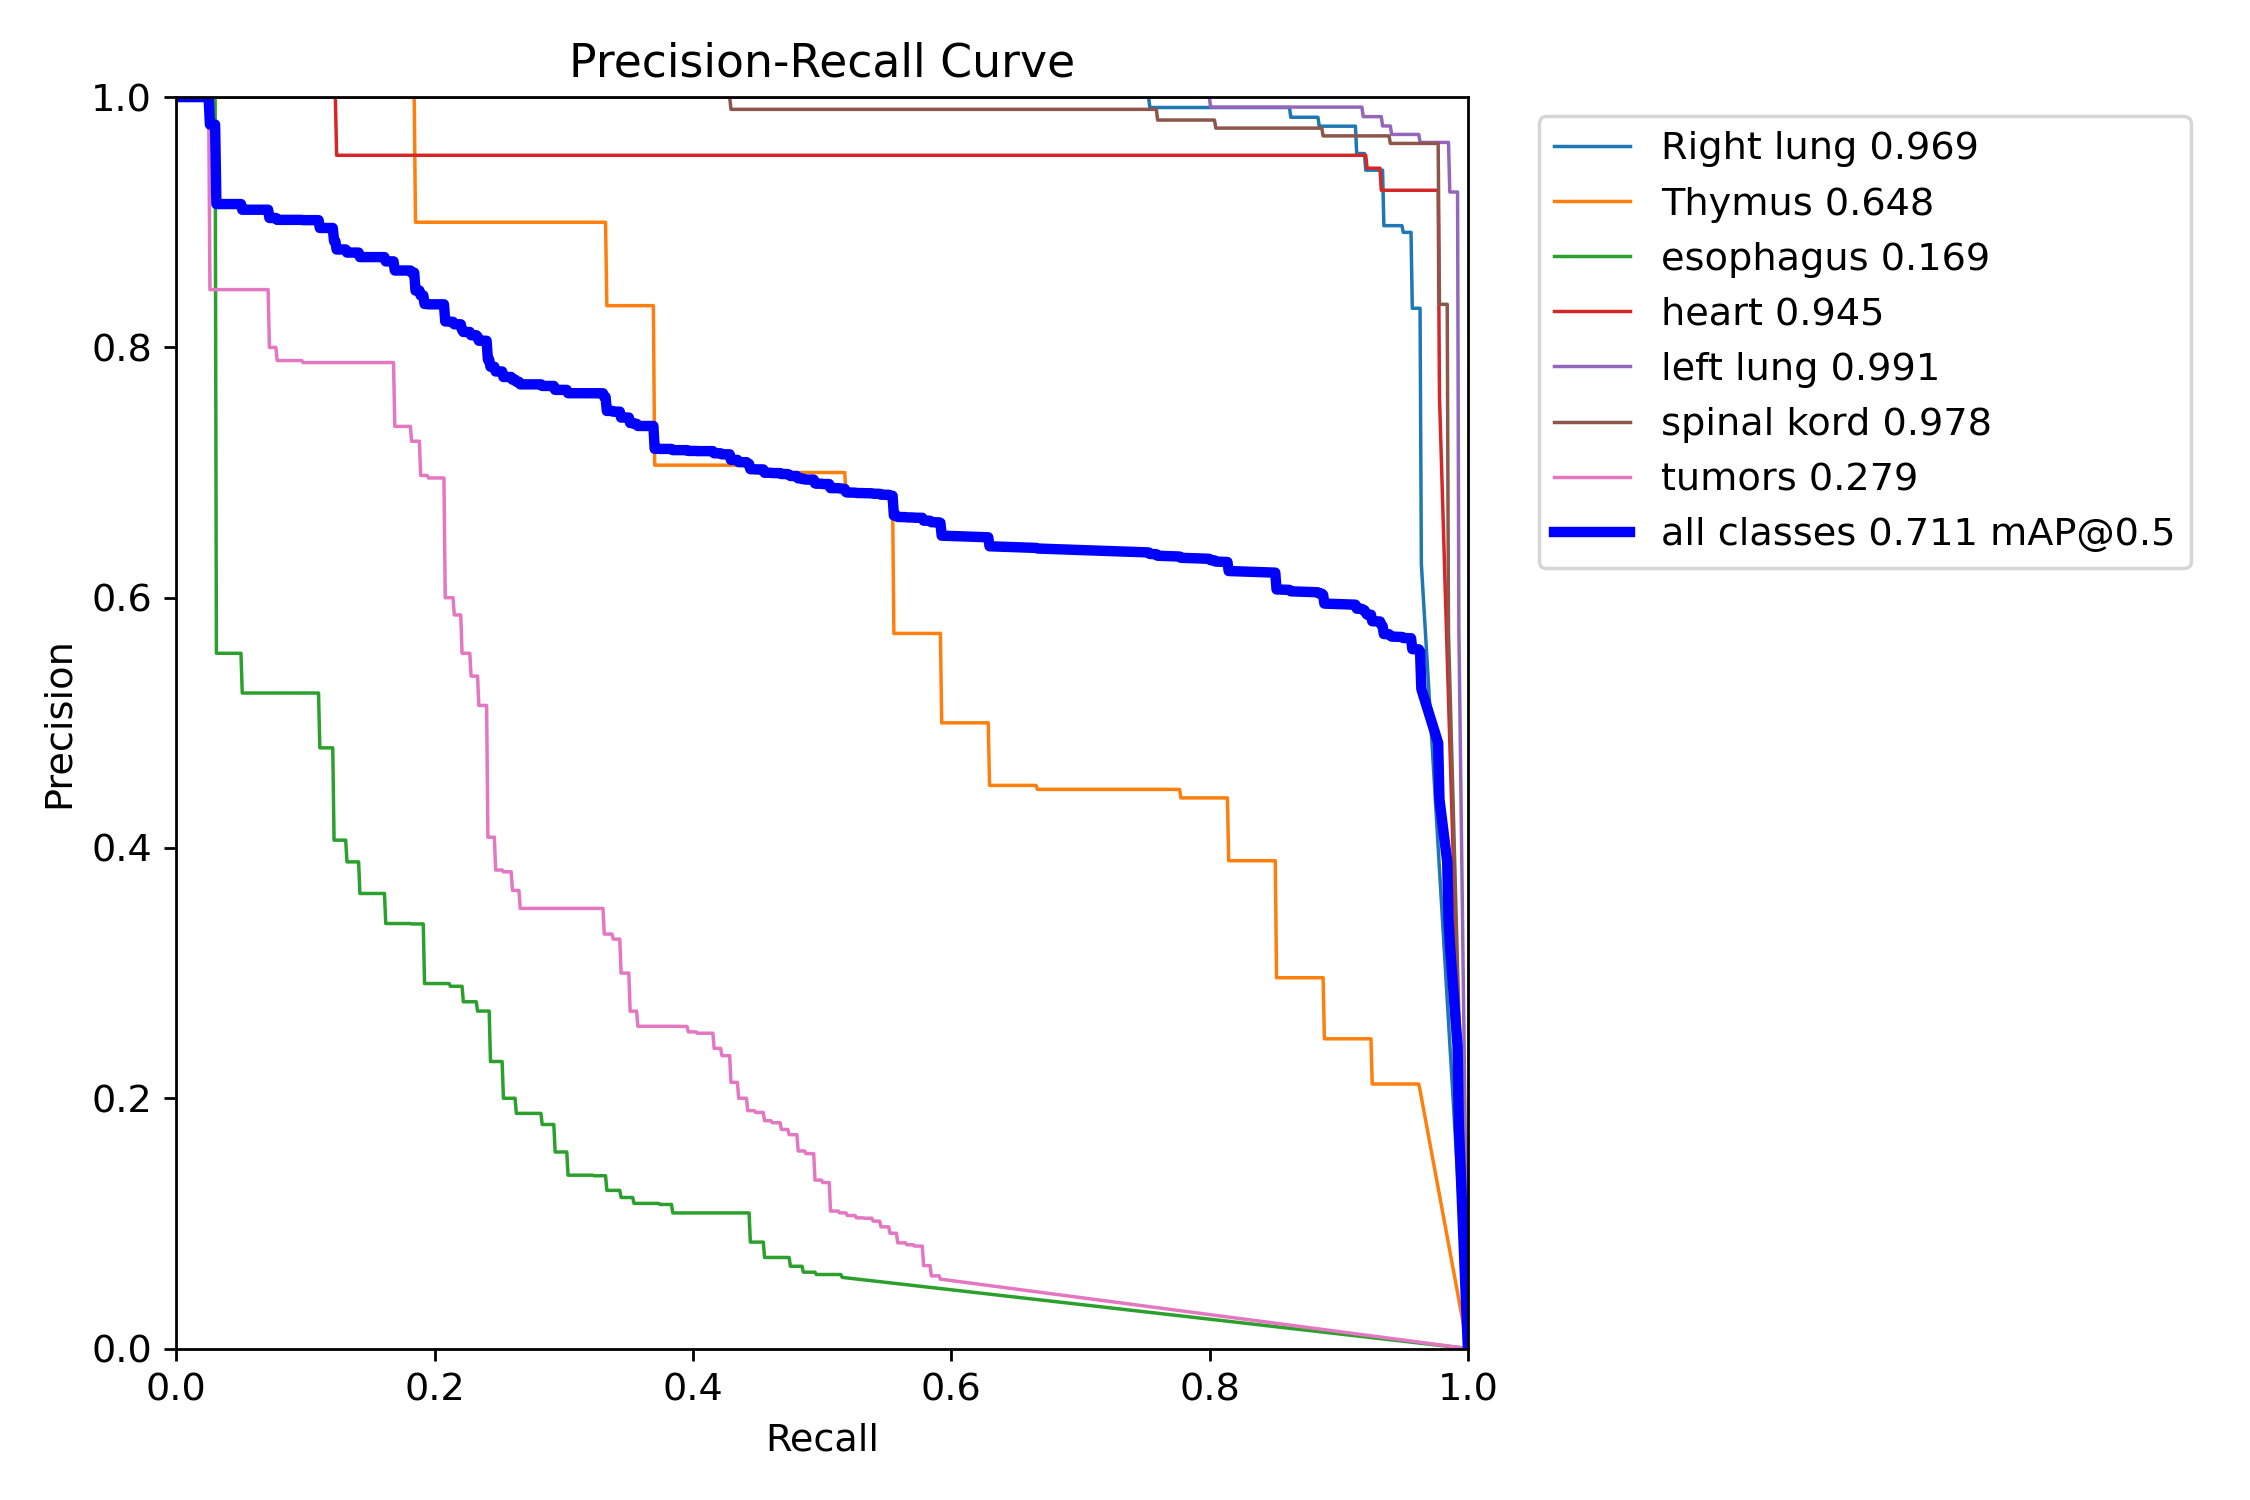 Precision-Recall Curve
1.0
0.8
0.6
0.4
0.2
0.0
Precision
0.0 0.2 0.4 0.6 0.8 1.0
Recall
Right lung 0.969
Thymus 0.648
esophagus 0.169
heart 0.945
left lung 0.991
spinal kord 0.978
tumors 0.279
all classes 0.711 mAP@0.5